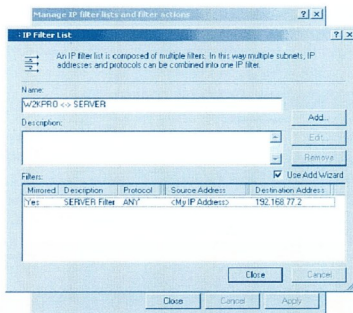 Manage IP filter lists and filter actions
IP Filter List
An IP filter list is composed of multiple filters. In this way multiple subnets, IP
addresses and protocols can be combined into one IP filter.
Name:
W2KPRO <-> SERVER
Description:
Add...
Edit...
Remove
Filters:
Use Add Wizard
Mirrored Description Protocol Source Address Destination Address
Yes SERVER Filter ANY <My IP Address> 192.168.77.2
Close Cancel
Close Cancel Apply